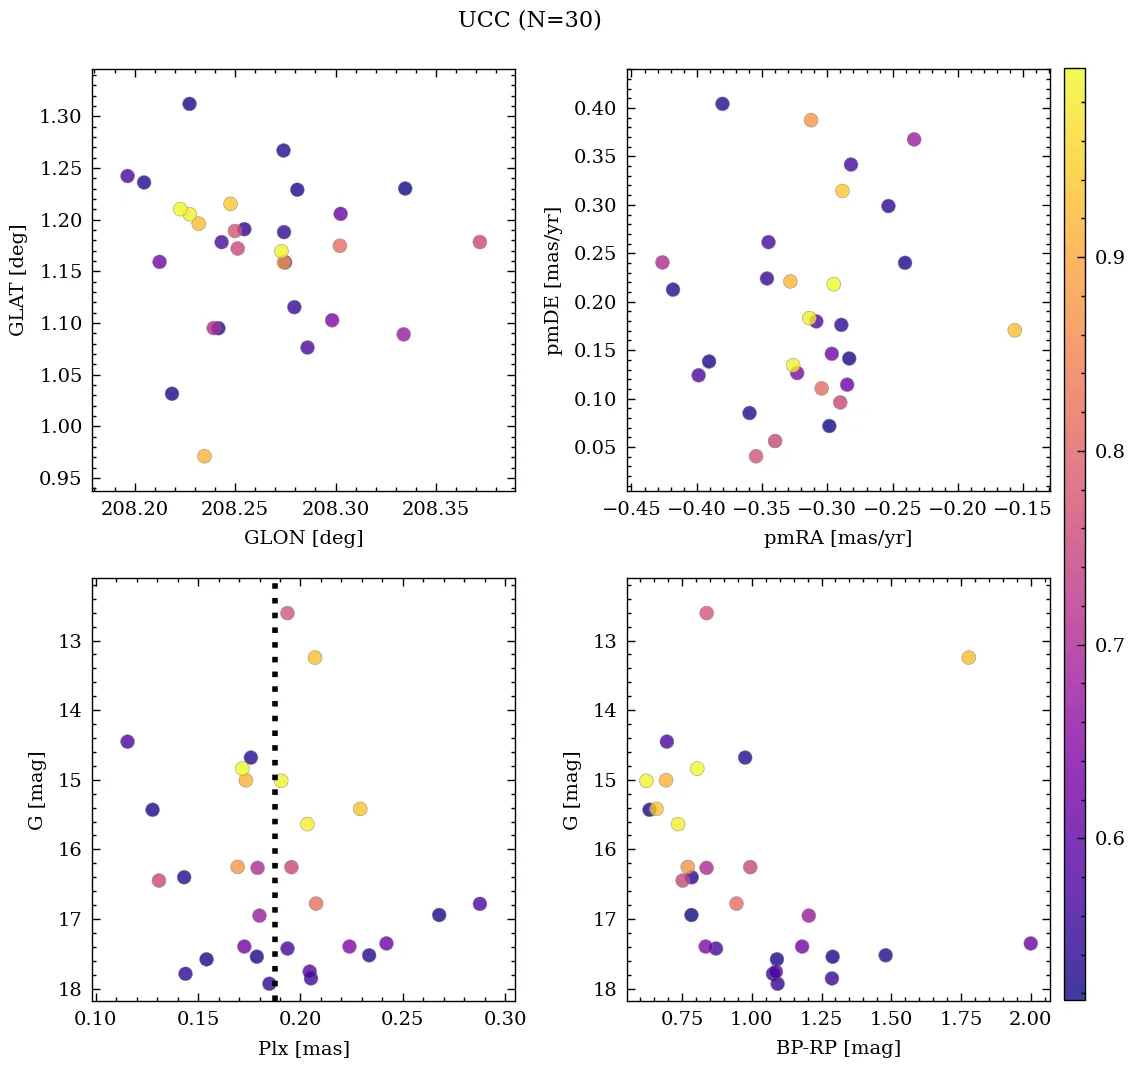 UCC (N=30)
1.30
1.25
1.20
1.15
1.10
1.05
1.00
0.95
GLAT [deg]
208.20 208.25 208.30 208.35
GLON [deg]
0.40
0.35
0.30
0.25
0.20
0.15
0.10
0.05
pmDE [mas/yr]
−0.45 −0.40 −0.35 −0.30 −0.25 −0.20 −0.15
pmRA [mas/yr]
0.9
0.8
0.7
0.6
13
14
15
16
17
18
G [mag]
0.10 0.15 0.20 0.25 0.30
Plx [mas]
13
14
15
16
17
18
G [mag]
0.75 1.00 1.25 1.50 1.75 2.00
BP-RP [mag]